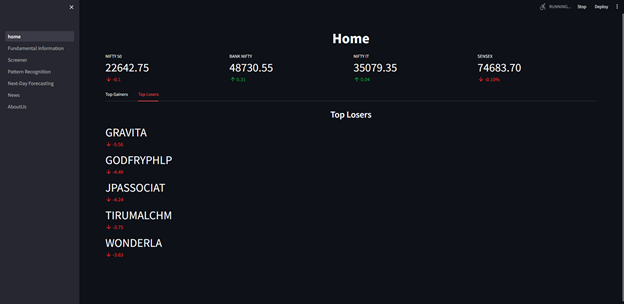 RUNNING...
Stop
Deploy
home
Fundamental Information
Screener
Pattern Recognition
Next-Day Forecasting
News
AboutUs
Home
NIFTY 50
22642.75
-0.1
BANK NIFTY
48730.55
0.31
NIFTY IT
35079.35
0.04
SENSEX
74683.70
-0.10%
Top Gainers
Top Losers
Top Losers
GRAVITA
-5.56
GODFRYPHLP
-4.49
JPASSOCIAT
-4.24
TIRUMALCHM
-3.75
WONDERLA
-3.63